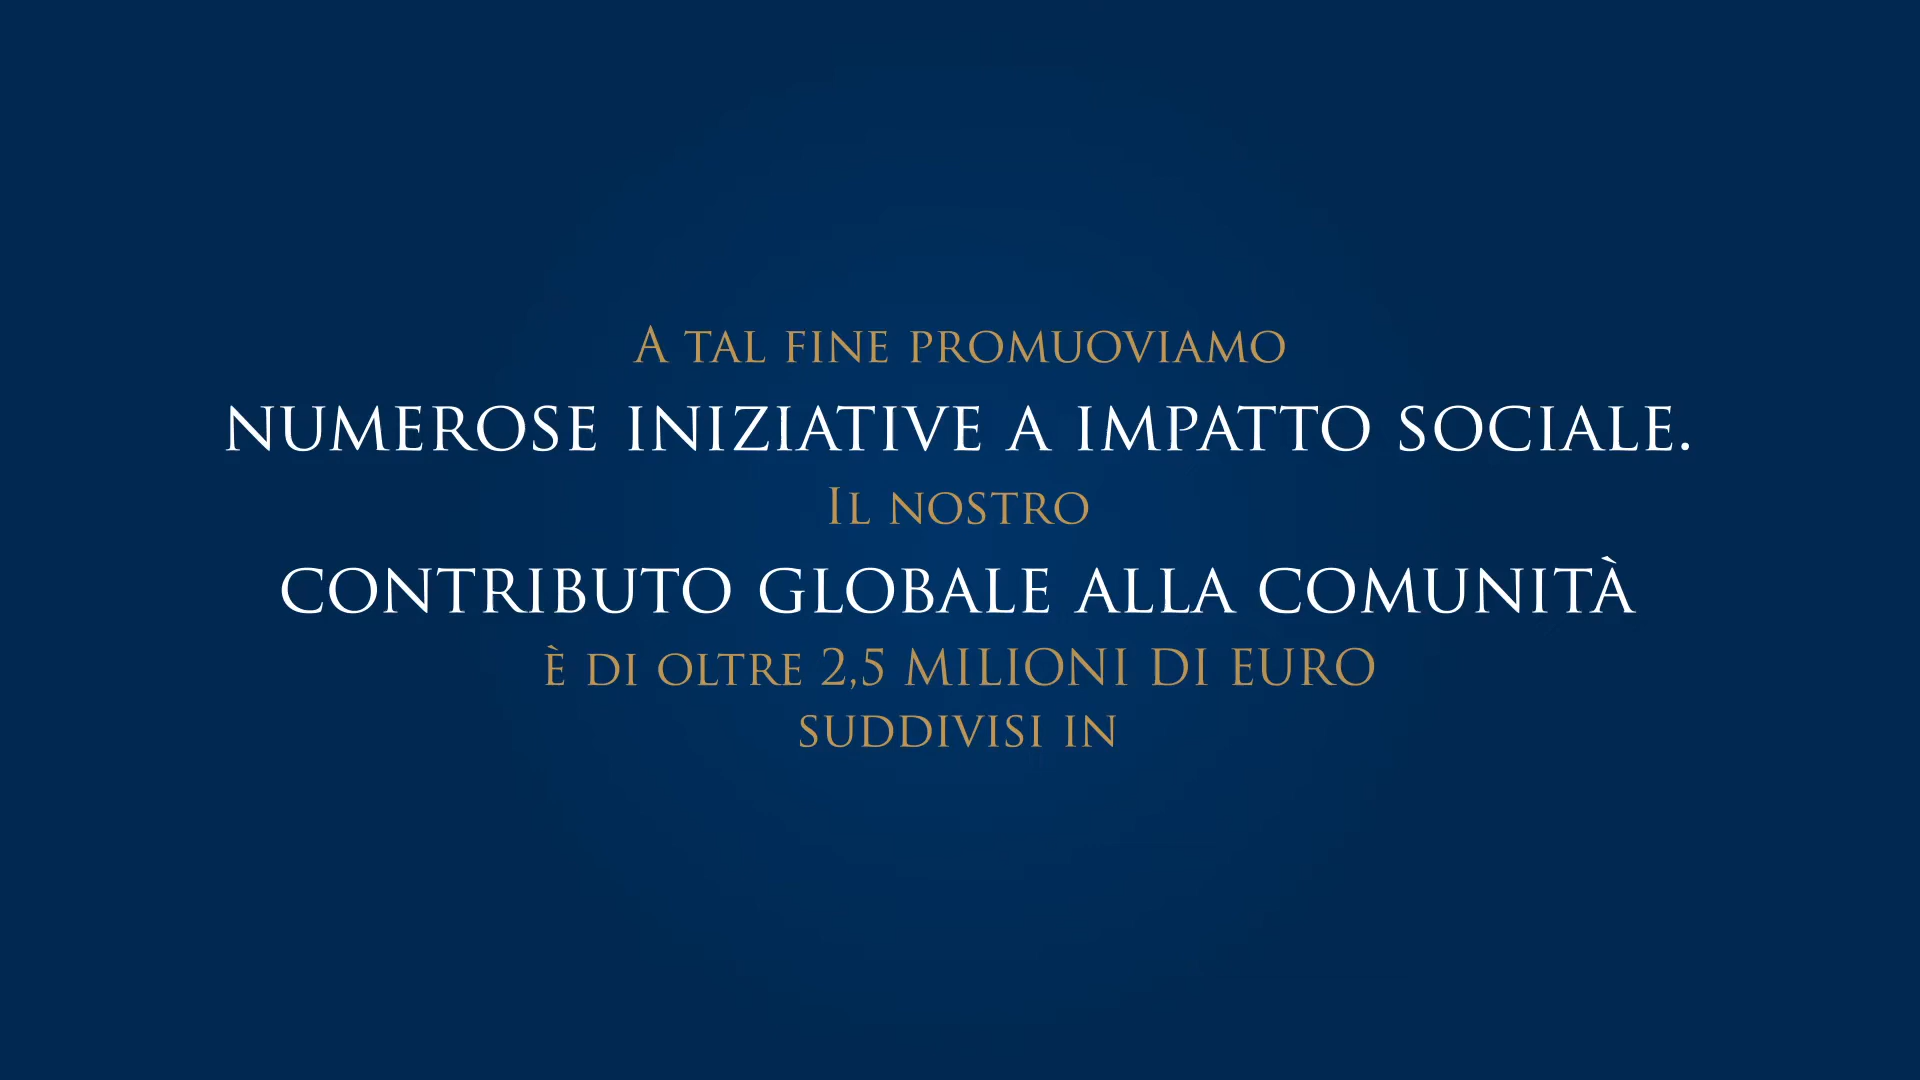 A tal fine promuoviamo
numerose iniziative a impatto sociale.
Il nostro
contributo globale alla comunità
è di oltre 2,5 MILIONI DI EURO
suddivisi in